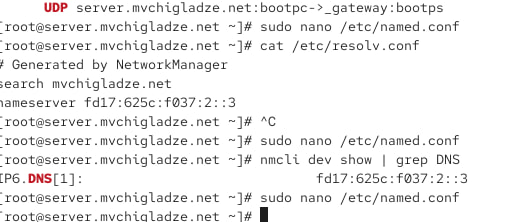 UDP server.mvchigladze.net:bootpc->_gateway:bootps
[root@server.mvchigladze.net ~]# sudo nano /etc/named.conf
[root@server.mvchigladze.net ~]# cat /etc/resolv.conf
# Generated by NetworkManager
search mvchigladze.net
nameserver fd17:625c:f037:2::3
[root@server.mvchigladze.net ~]# ^C
[root@server.mvchigladze.net ~]# sudo nano /etc/named.conf
[root@server.mvchigladze.net ~]# nmcli dev show | grep DNS
IP6.DNS[1]: fd17:625c:f037:2::3
[root@server.mvchigladze.net ~]# sudo nano /etc/named.conf
[root@server.mvchigladze.net ~]#